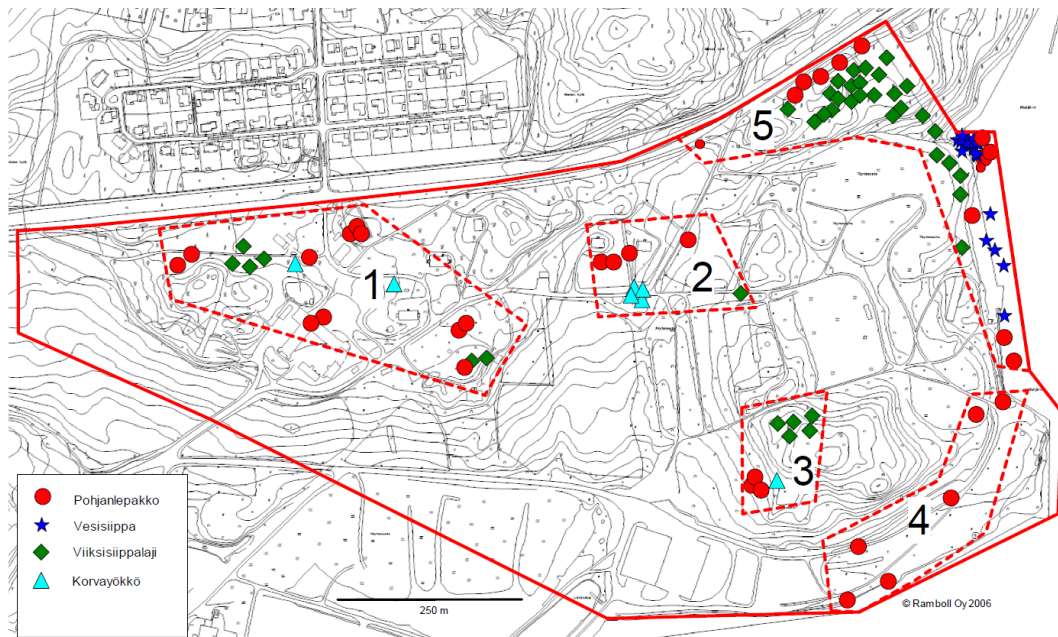 5
1
2
3
4
Pohjanlepakko
Vesisiippa
Viiksisiippalaji
Korvayökkö
250 m
© Ramboll Oy 2006